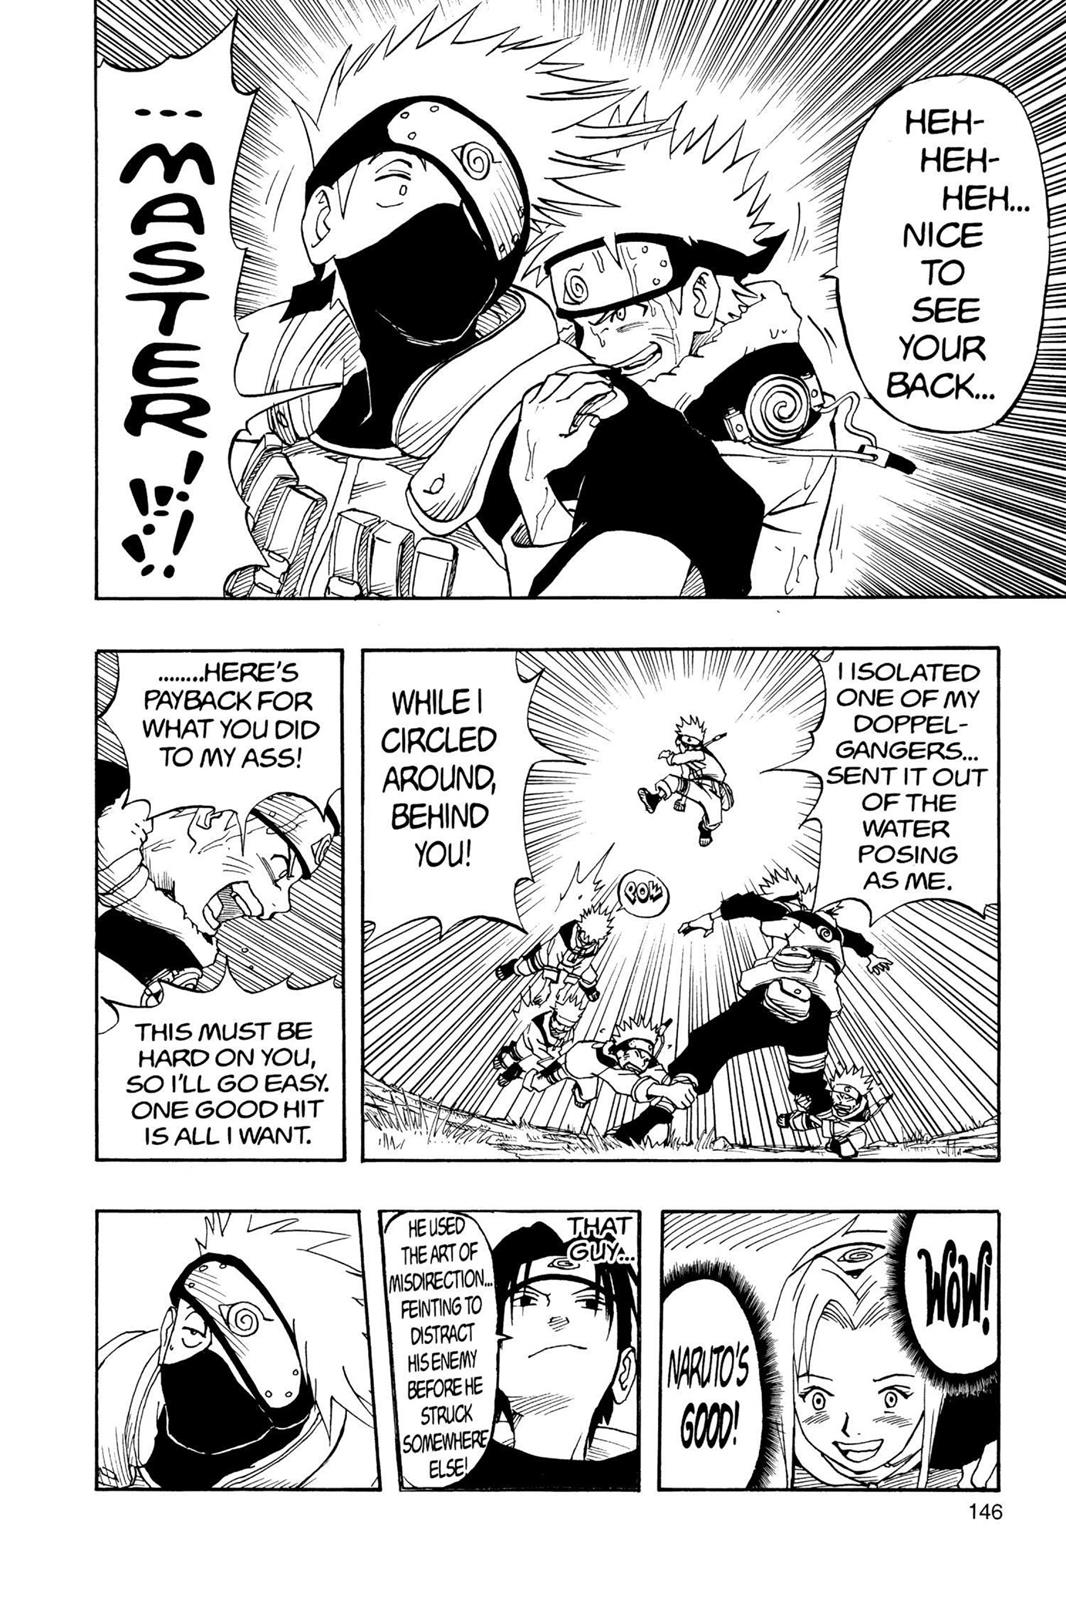 HEH-
HEH-
HEH...
NICE
TO
SEE
YOUR
BACK...
...MASTER!!!!!
I ISOLATED
ONE OF MY
DOPPEL-
GANGERS...
SENT IT OUT
OF THE
WATER
POSING
AS ME.
POW
WHILE I
CIRCLED
AROUND,
BEHIND
YOU!
........HERE'S
PAYBACK FOR
WHAT YOU DID
TO MY ASS!
THIS MUST BE
HARD ON YOU,
SO I'LL GO EASY.
ONE GOOD HIT
IS ALL I WANT.
WOW!
NARUTO'S
GOOD!
THAT
GUY...
HE USED
THE ART OF
MISDIRECTION...
FEINTING TO
DISTRACT
HIS ENEMY
BEFORE HE
STRUCK
SOMEWHERE
ELSE!
146